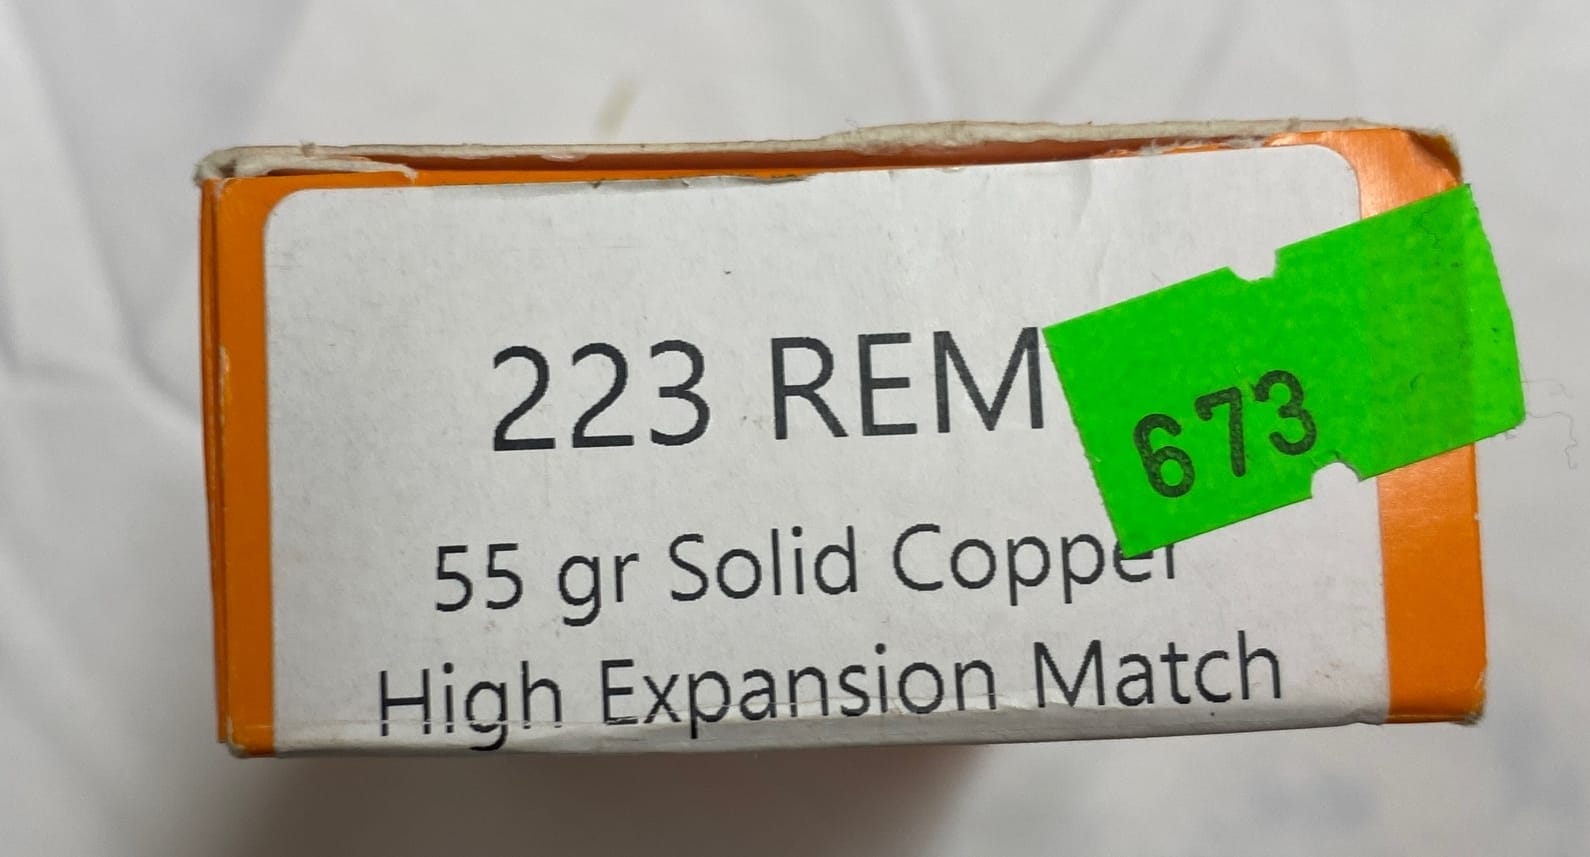 223 REM
673
55 gr Solid Copper
High Expansion Match